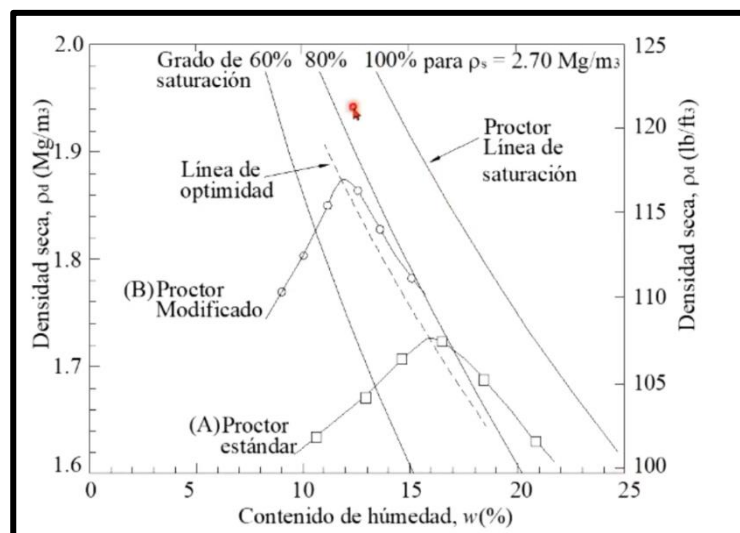 2.0
1.9
1.8
1.7
1.6
Densidad seca, ρd (Mg/m3)
Grado de 60% 80% 100% para ρs = 2.70 Mg/m3
saturación
Proctor
Línea de
saturación
Línea de
optimidad
(B) Proctor
Modificado
(A) Proctor
estándar
125
120
115
110
105
100
Densidad seca, ρd (lb/ft3)
0 5 10 15 20 25
Contenido de húmedad, w(%)